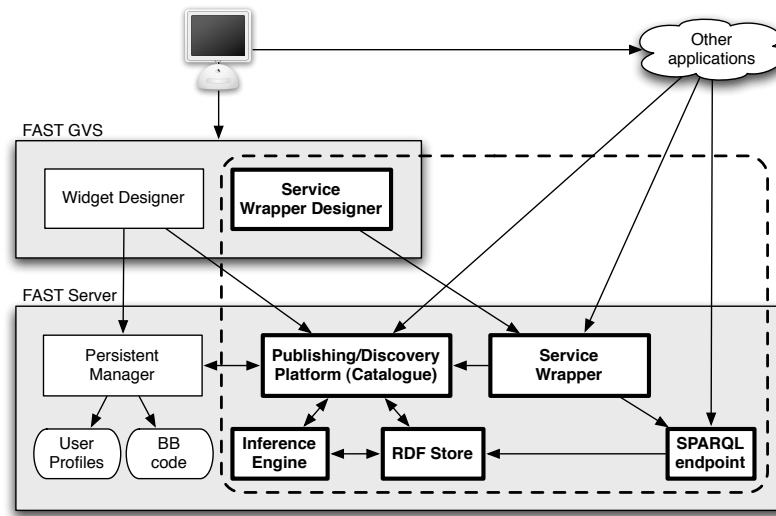 Other
applications
FAST GVS
Widget Designer
Service
Wrapper Designer
FAST Server
Persistent
Manager
Publishing/Discovery
Platform (Catalogue)
Service
Wrapper
User
Profiles
BB
code
Inference
Engine
RDF Store
SPARQL
endpoint